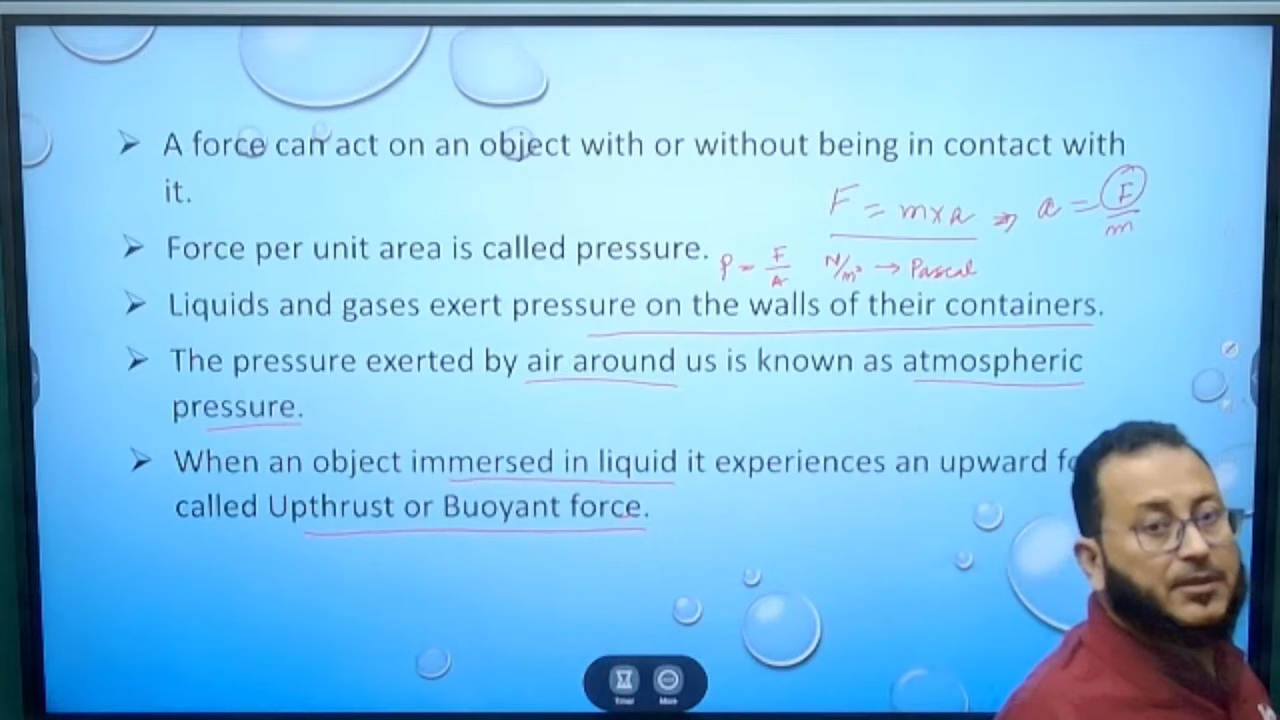 ➢ A force can act on an object with or without being in contact with
it.
F = m×a ⇒ a = F/m
➢ Force per unit area is called pressure. P = F/A N/m² → Pascal
➢ Liquids and gases exert pressure on the walls of their containers.
➢ The pressure exerted by air around us is known as atmospheric
pressure.
➢ When an object immersed in liquid it experiences an upward
called Upthrust or Buoyant force.
Timer More